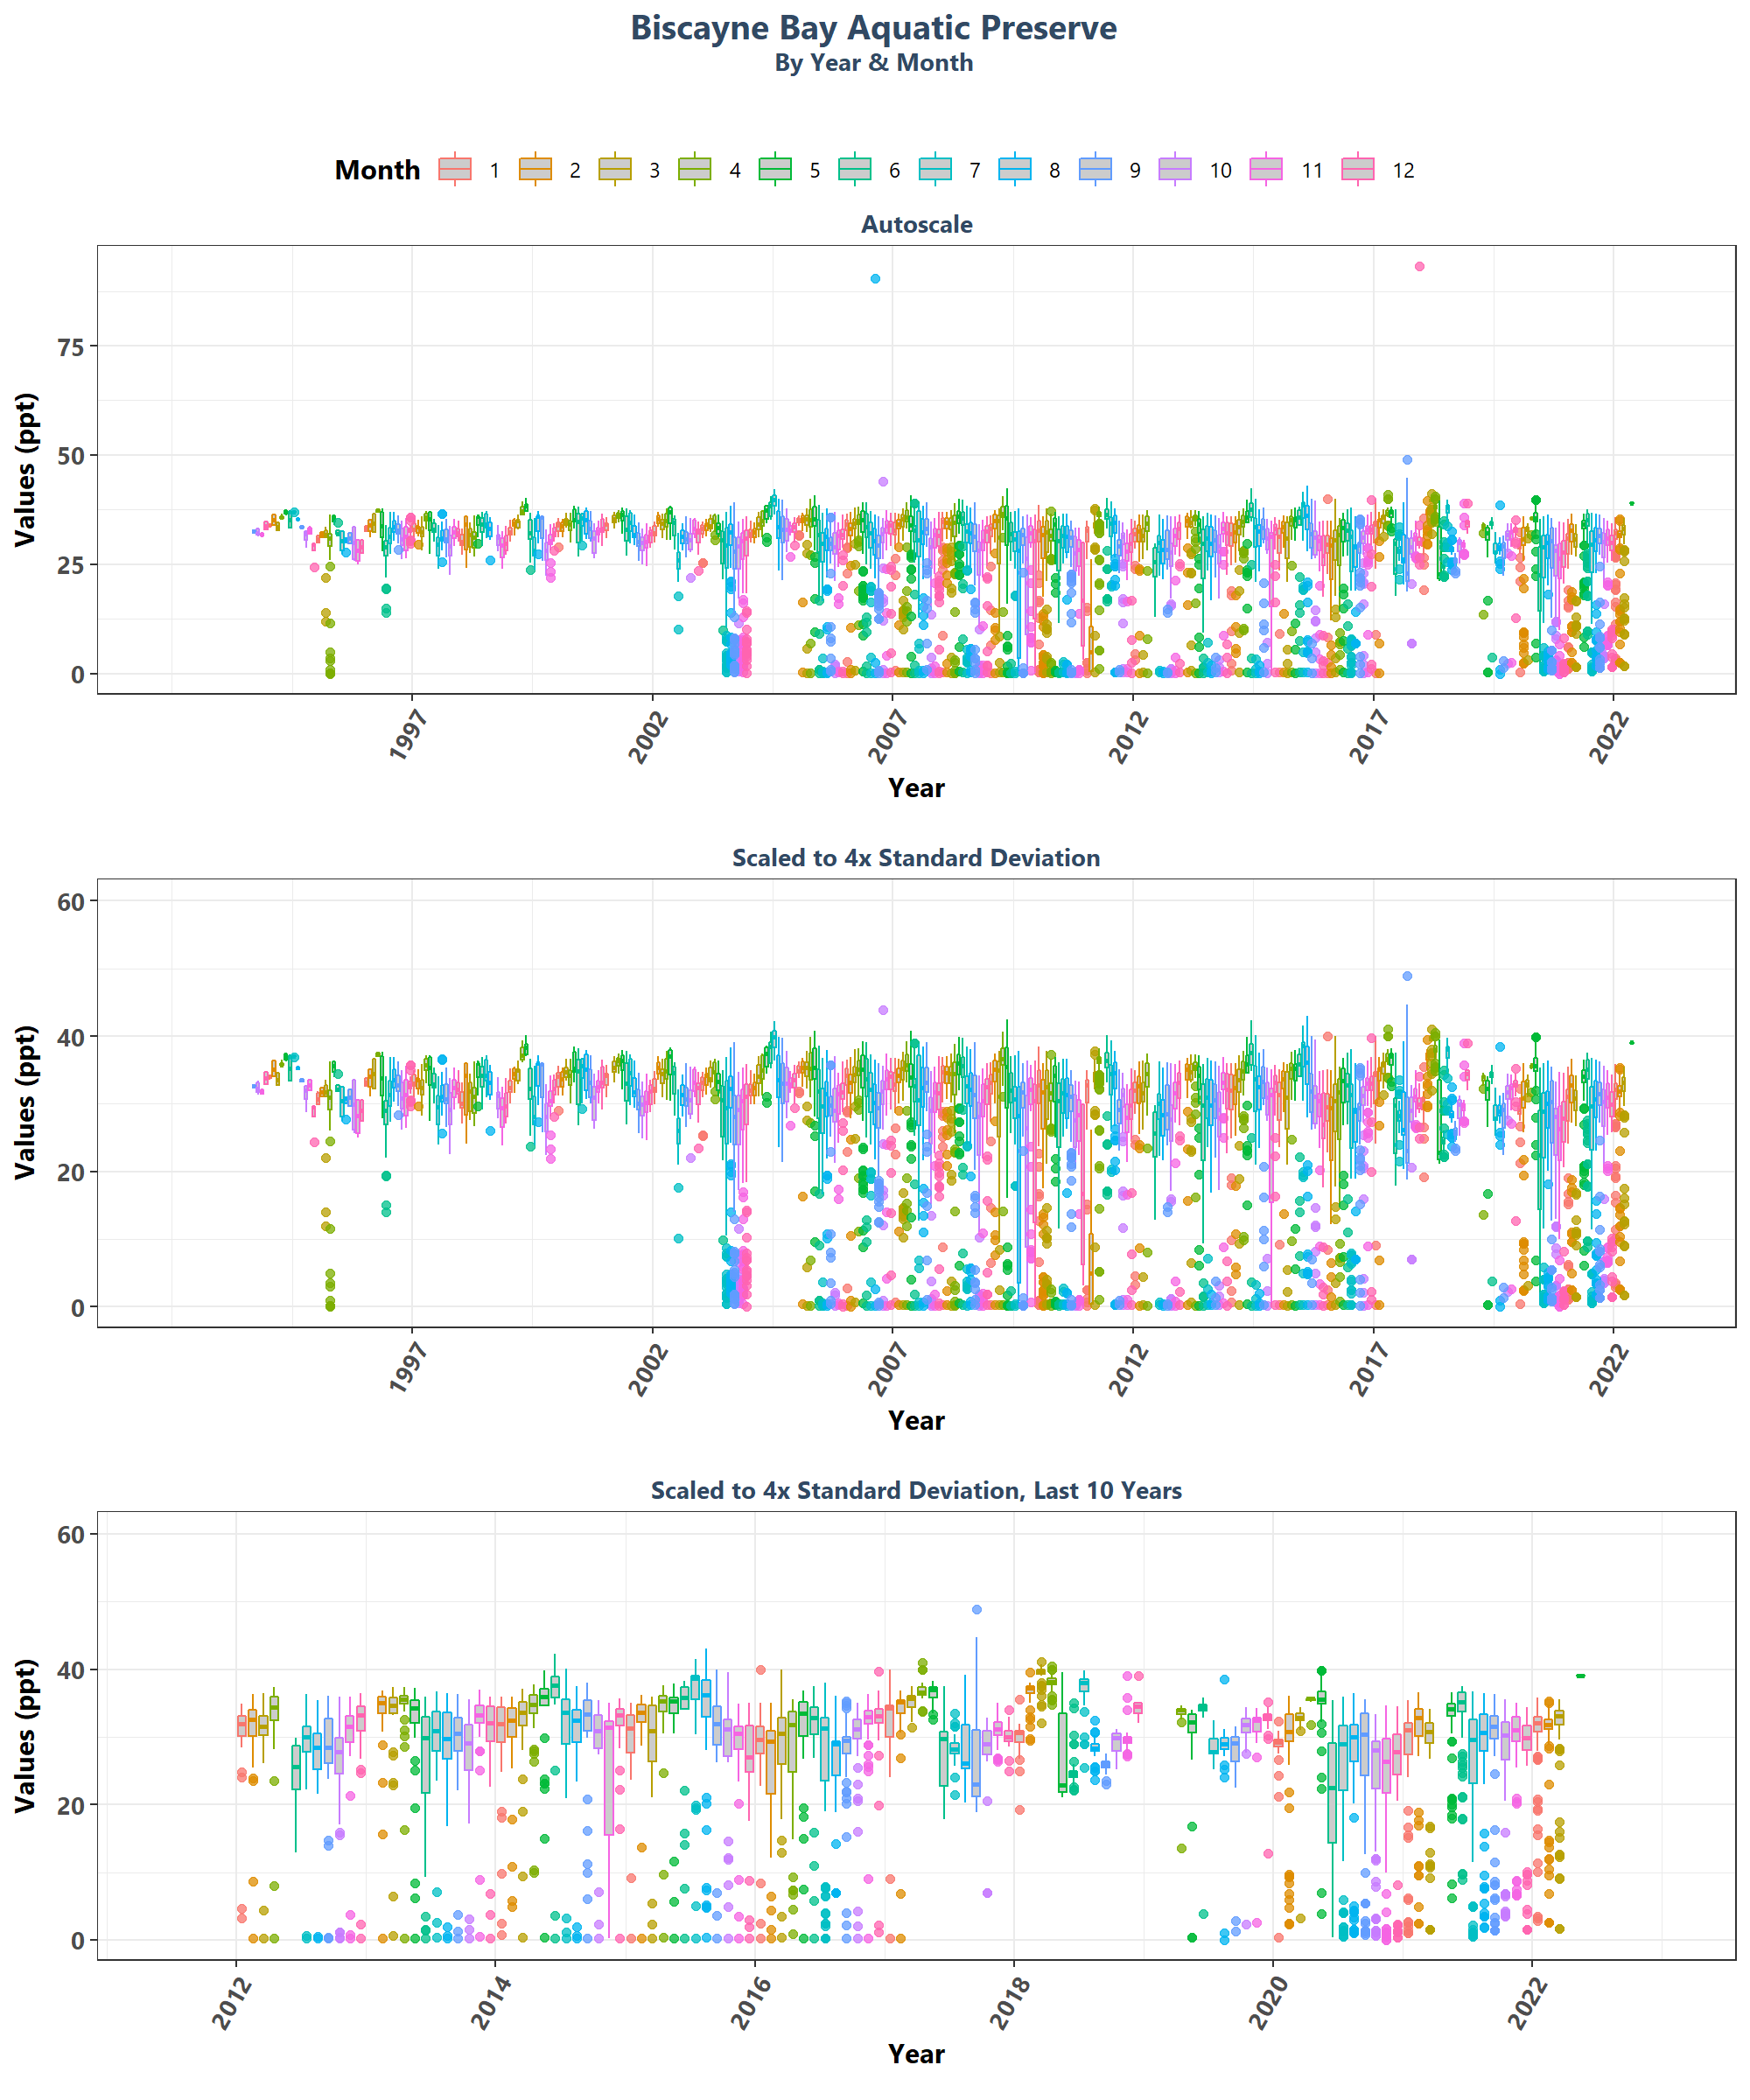 Biscayne Bay Aquatic Preserve
By Year & Month
Month 1 2 3 4 5 6 7 8 9 10 11 12
Autoscale
Values (ppt)
75
50
25
0
1997 2002 2007 2012 2017 2022
Year
Scaled to 4x Standard Deviation
Values (ppt)
60
40
20
0
1997 2002 2007 2012 2017 2022
Year
Scaled to 4x Standard Deviation, Last 10 Years
Values (ppt)
60
40
20
0
2012 2014 2016 2018 2020 2022
Year